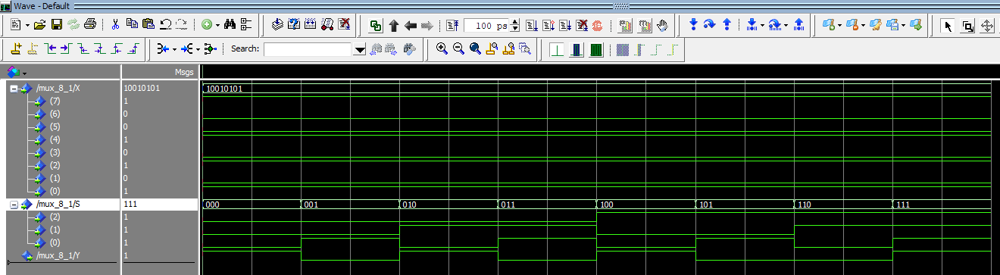 Wave - Default
100 ps
Search:
Msgs
/mux_8_1/X 10010101 10010101
(7) 1
(6) 0
(5) 0
(4) 1
(3) 0
(2) 1
(1) 0
(0) 1
/mux_8_1/S 111 000 001 010 011 100 101 110 111
(2) 1
(1) 1
(0) 1
/mux_8_1/Y 1